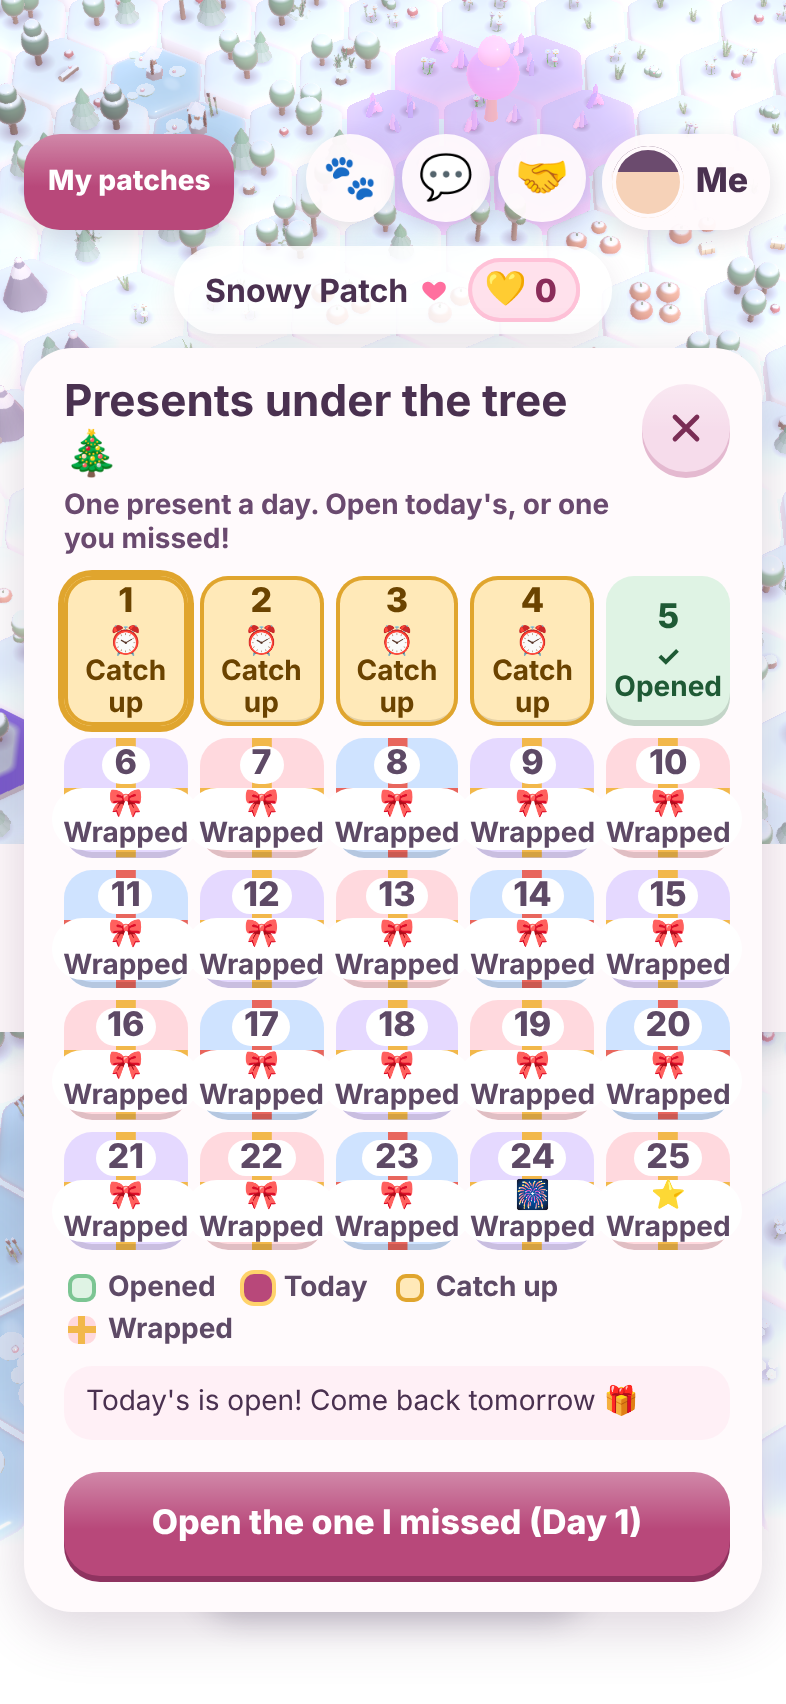 My patches
Me
Snowy Patch
💛 0
Presents under the tree
🎄
One present a day. Open today's, or one
you missed!
1 2 3 4 5
⏰ ⏰ ⏰ ⏰ ✓
Catch up Catch up Catch up Catch up Opened
6 7 8 9 10
Wrapped Wrapped Wrapped Wrapped Wrapped
11 12 13 14 15
Wrapped Wrapped Wrapped Wrapped Wrapped
16 17 18 19 20
Wrapped Wrapped Wrapped Wrapped Wrapped
21 22 23 24 25
Wrapped Wrapped Wrapped Wrapped Wrapped
Opened Today Catch up
Wrapped
Today's is open! Come back tomorrow 🎁
Open the one I missed (Day 1)